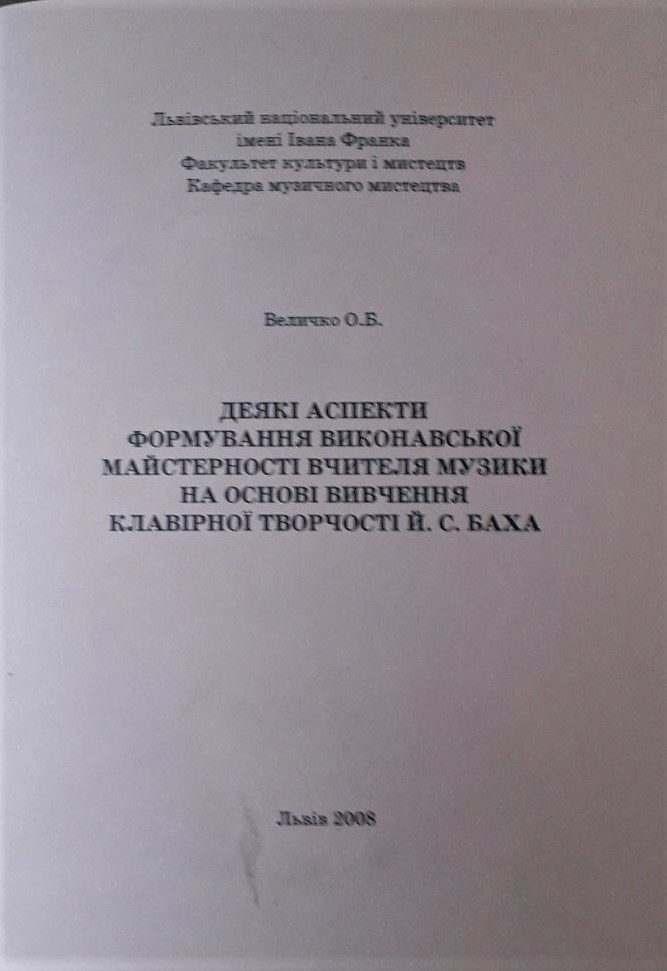 Львівський національний університет
імені Івана Франка
Факультет культури і мистецтв
Кафедра музичного мистецтва
Величко О.Б.
ДЕЯКІ АСПЕКТИ
ФОРМУВАННЯ ВИКОНАВСЬКОЇ
МАЙСТЕРНОСТІ ВЧИТЕЛЯ МУЗИКИ
НА ОСНОВІ ВИВЧЕННЯ
КЛАВІРНОЇ ТВОРЧОСТІ Й. С. БАХА
Львів 2008